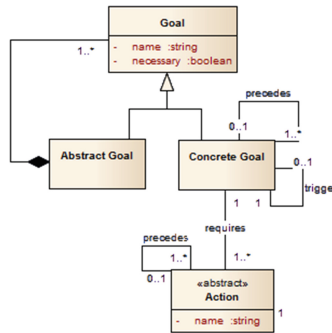 Goal
- name :string
- necessary :boolean
1..*
precedes
Abstract Goal
Concrete Goal
0..1
1..*
0..1
trigge
1
1
requires
precedes
1..*
1..*
0..1
«abstract»
Action
1
- name :string